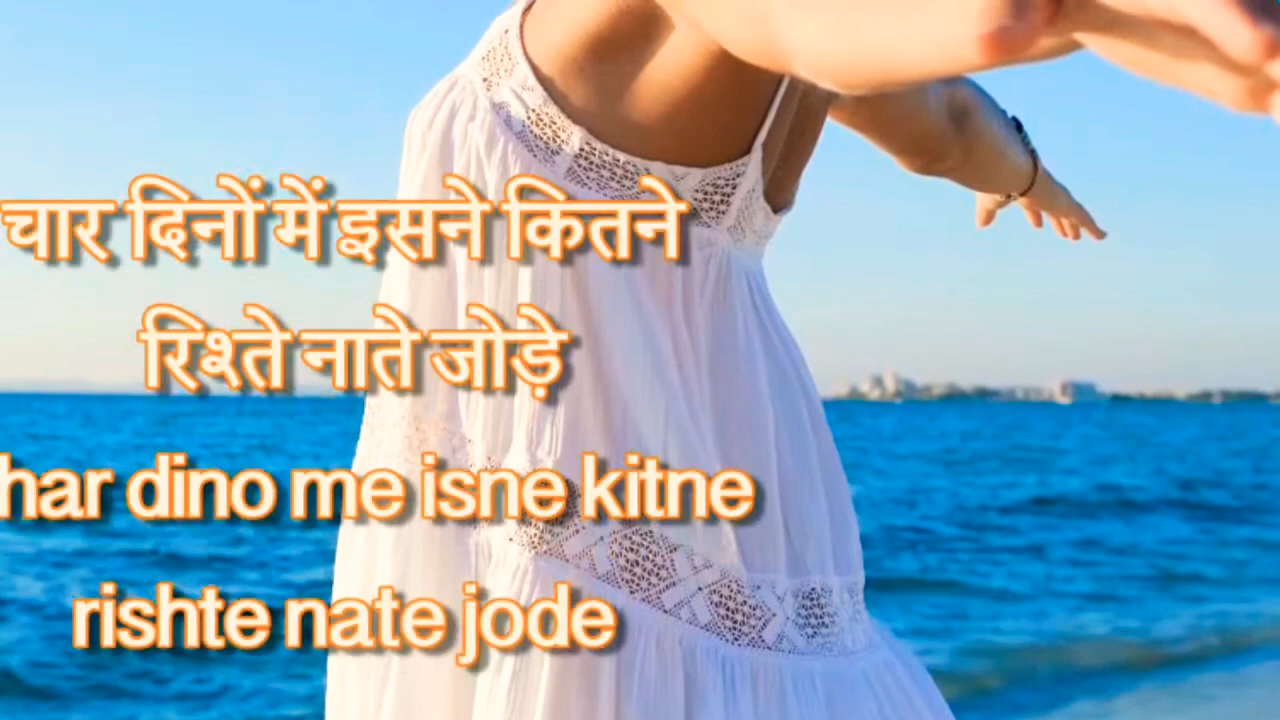 चार दिनों में इसने कितने
रिश्ते नाते जोड़े
har dino me isne kitne
rishte nate jode